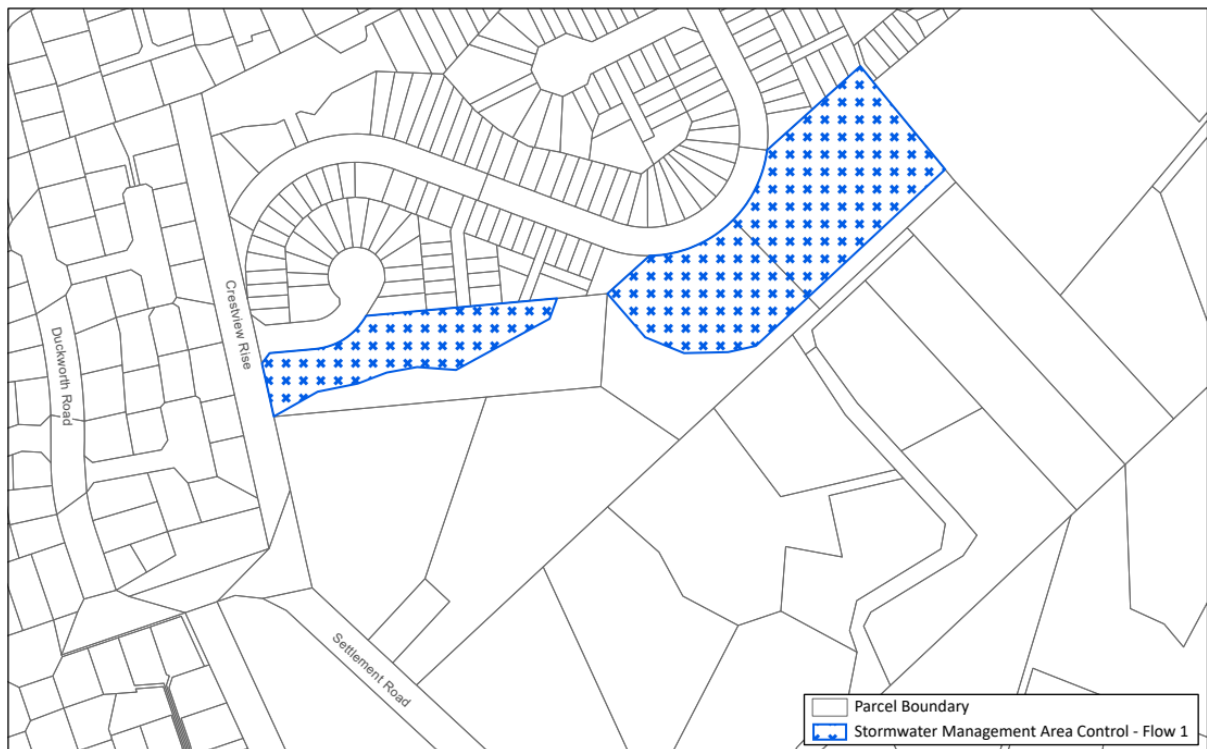 Crestview Rise
Duckworth Road
Settlement Road
Parcel Boundary
Stormwater Management Area Control - Flow 1